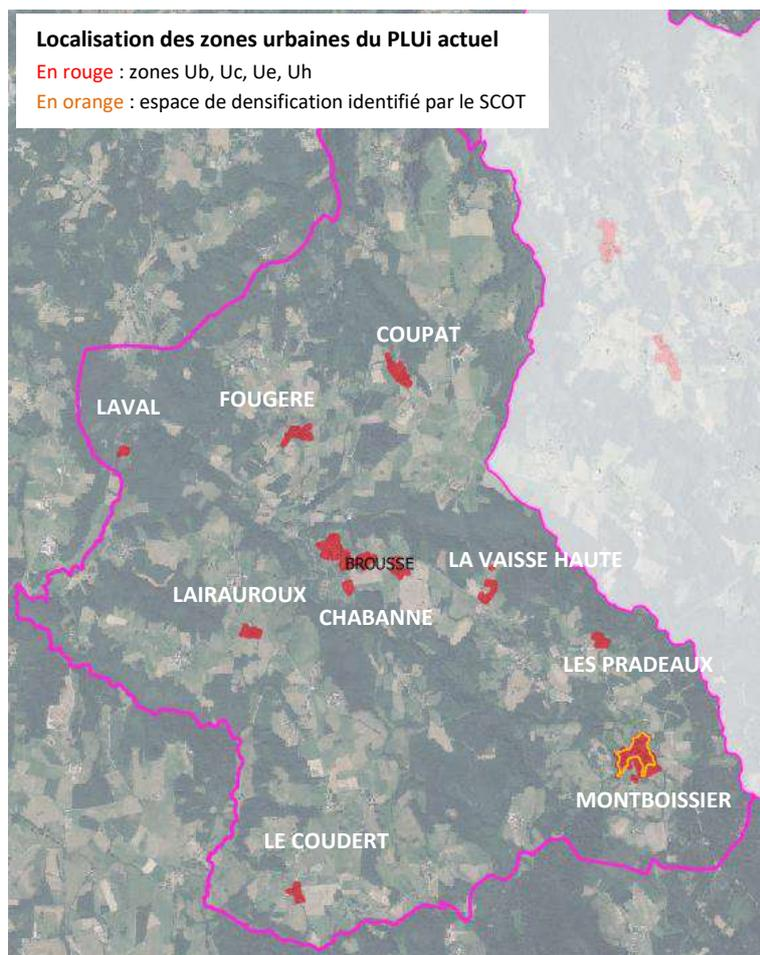 Localisation des zones urbaines du PLUi actuel
En rouge : zones Ub, Uc, Ue, Uh
En orange : espace de densification identifié par le SCOT
COUPAT
FOUGERE
LAVAL
BROUSSE
LA VAISSE HAUTE
LAIRAUROUX
CHABANNE
LES PRADEAUX
MONTBOISSIER
LE COUDERT